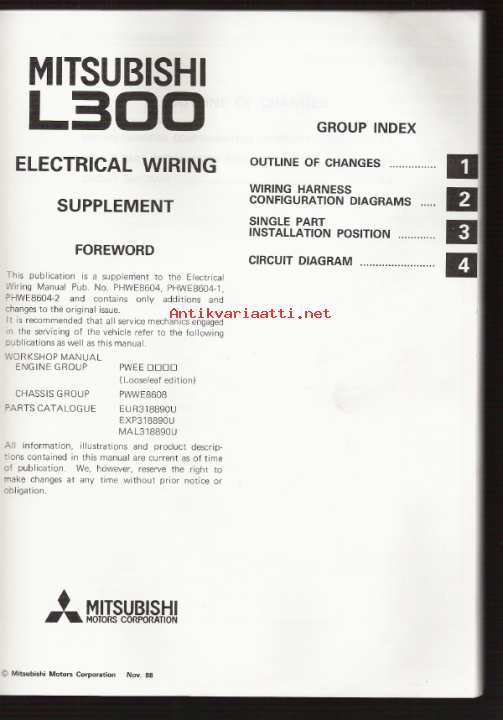 MITSUBISHI
L300
ELECTRICAL WIRING
SUPPLEMENT
FOREWORD
This publication is a supplement to the Electrical
Wiring Manual Pub. No. PHWE8604, PHWE8604-1,
PHWE8604-2 and contains only additions and
changes to the original issue.
It is recommended that all service mechanics engaged
in the servicing of the vehicle refer to the following
publications as well as this manual.
WORKSHOP MANUAL
ENGINE GROUP PWEE □□□□
(Looseleaf edition)
CHASSIS GROUP PWWE8608
PARTS CATALOGUE EUR318890U
EXP318890U
MAL318890U
All information, illustrations and product descrip-
tions contained in this manual are current as of time
of publication. We, however, reserve the right to
make changes at any time without prior notice or
obligation.
MITSUBISHI
MOTORS CORPORATION
© Mitsubishi Motors Corporation Nov. 88
GROUP INDEX
OUTLINE OF CHANGES .............. 1
WIRING HARNESS
CONFIGURATION DIAGRAMS ..... 2
SINGLE PART
INSTALLATION POSITION ........... 3
CIRCUIT DIAGRAM ...................... 4
Antikvariaatti.net